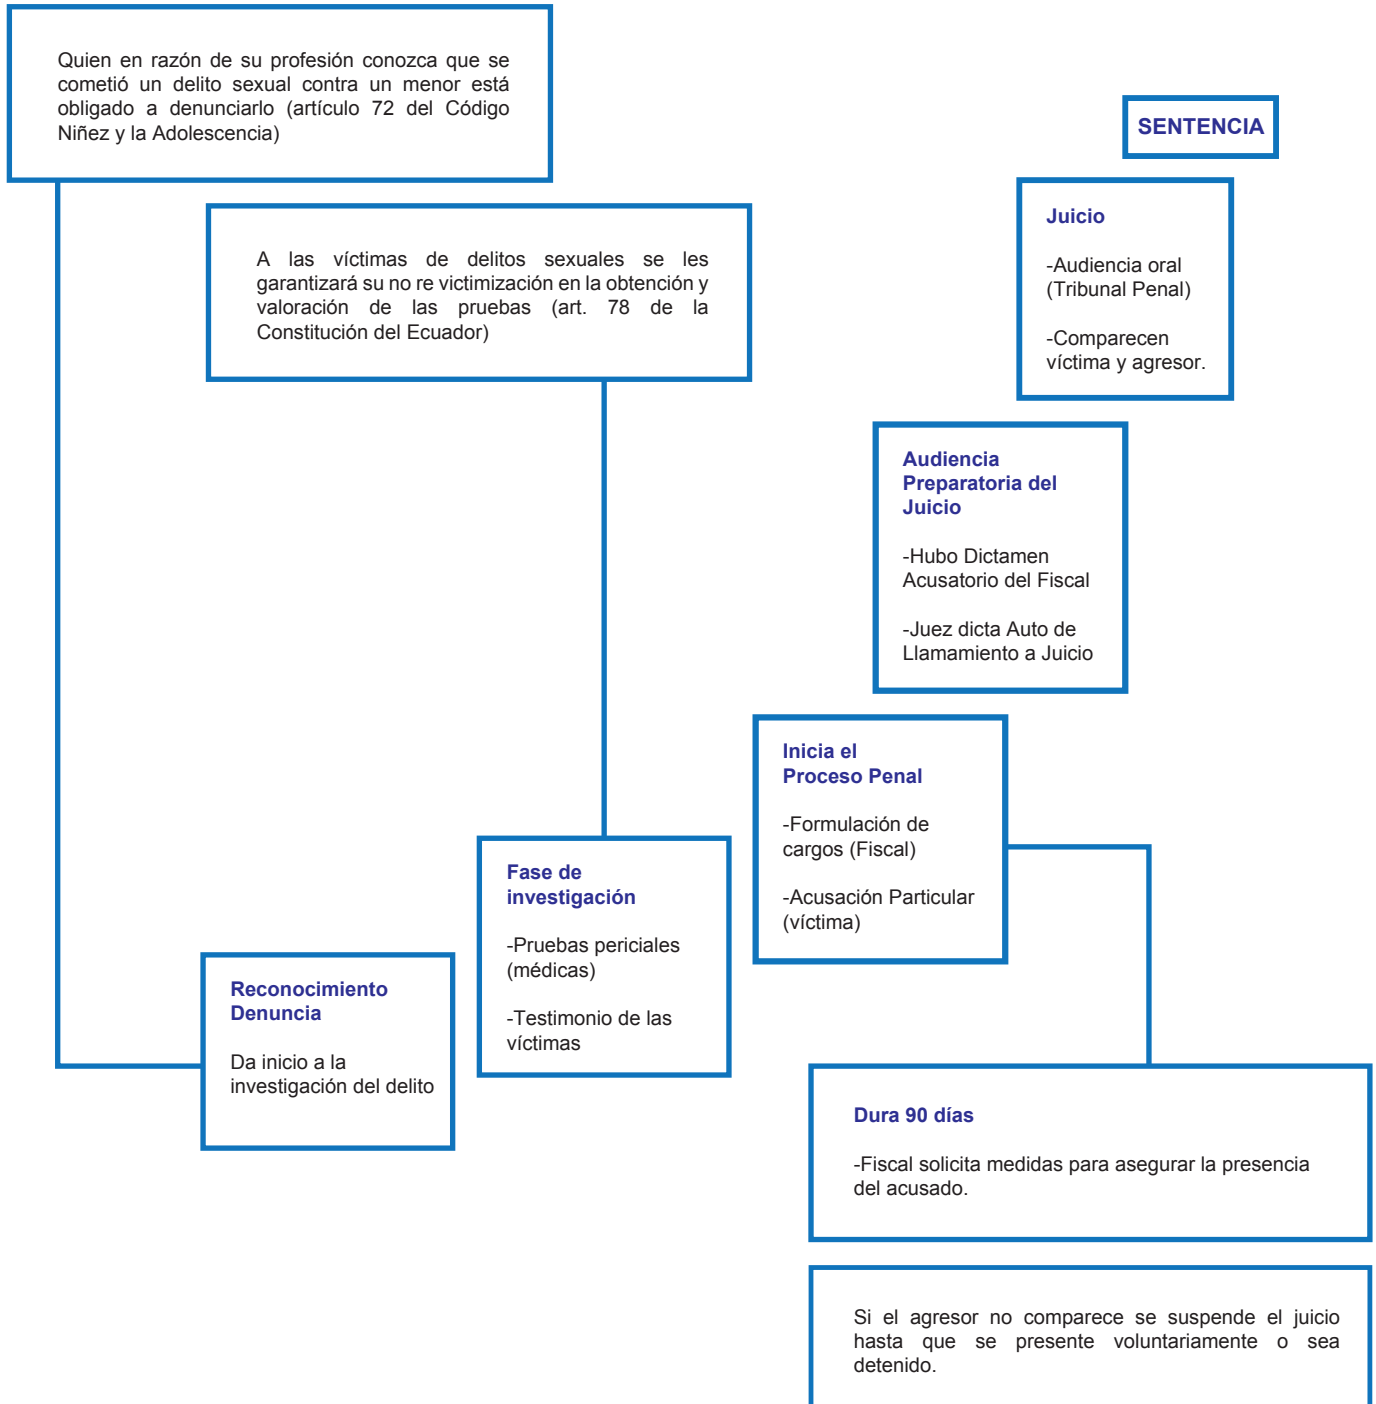 Quien en razón de su profesión conozca que se
cometió un delito sexual contra un menor está
obligado a denunciarlo (artículo 72 del Código
Niñez y la Adolescencia)
SENTENCIA
Juicio
-Audiencia oral
(Tribunal Penal)
-Comparecen
víctima y agresor.
A las víctimas de delitos sexuales se les
garantizará su no re victimización en la obtención y
valoración de las pruebas (art. 78 de la
Constitución del Ecuador)
Audiencia
Preparatoria del
Juicio
-Hubo Dictamen
Acusatorio del Fiscal
-Juez dicta Auto de
Llamamiento a Juicio
Inicia el
Proceso Penal
-Formulación de
cargos (Fiscal)
-Acusación Particular
(víctima)
Fase de
investigación
-Pruebas periciales
(médicas)
-Testimonio de las
víctimas
Reconocimiento
Denuncia
Da inicio a la
investigación del delito
Dura 90 días
-Fiscal solicita medidas para asegurar la presencia
del acusado.
Si el agresor no comparece se suspende el juicio
hasta que se presente voluntariamente o sea
detenido.